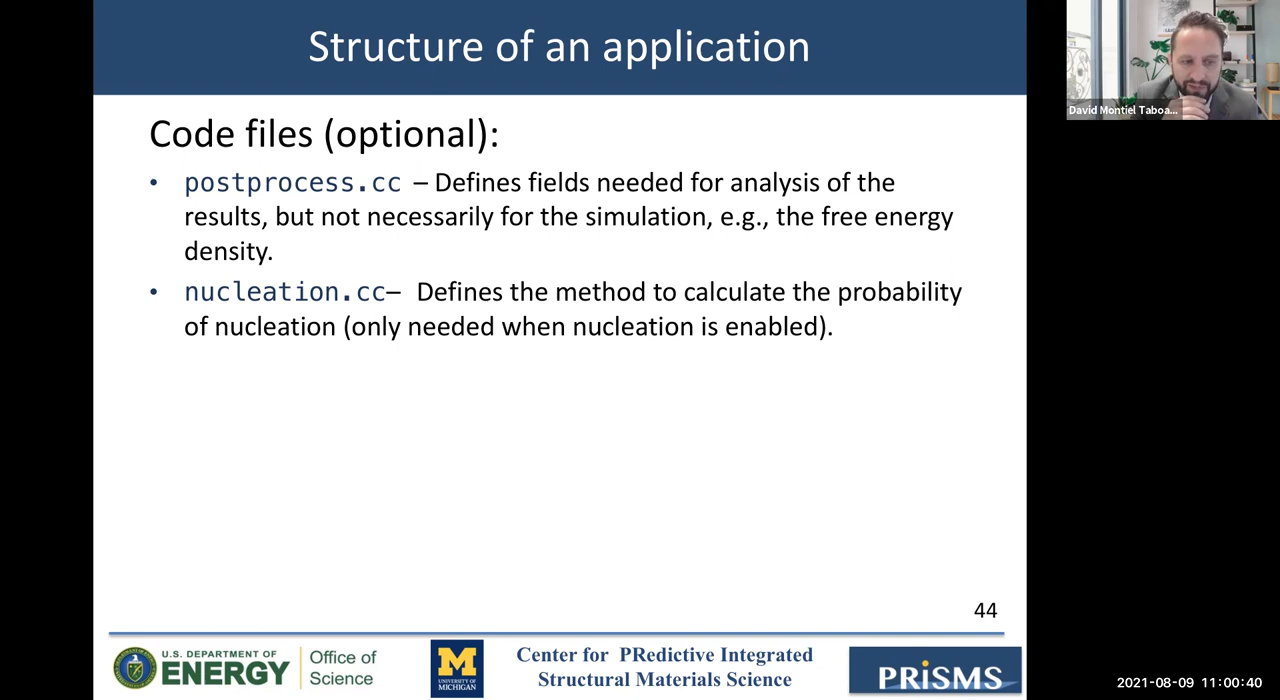 Structure of an application
Code files (optional):
• postprocess.cc – Defines fields needed for analysis of the
results, but not necessarily for the simulation, e.g., the free energy
density.
• nucleation.cc– Defines the method to calculate the probability
of nucleation (only needed when nucleation is enabled).
44
U.S. DEPARTMENT OF
ENERGY
Office of
Science
M
UNIVERSITY OF
MICHIGAN
Center for PRedictive Integrated
Structural Materials Science
PRiSMS
David Montiel Taboa...
2021-08-09 11:00:40